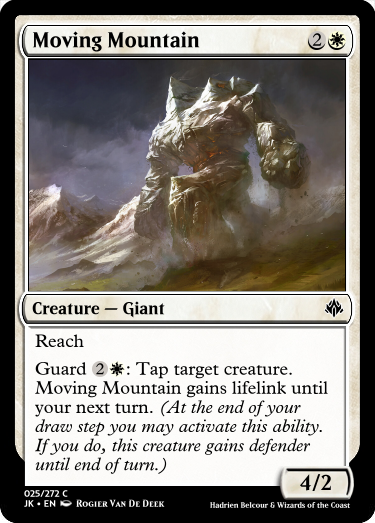 Moving Mountain 2
Creature — Giant
Reach
Guard 2: Tap target creature.
Moving Mountain gains lifelink until
your next turn. (At the end of your
draw step you may activate this ability.
If you do, this creature gains defender
until end of turn.)
4/2
025/272 C
JK • EN Rogier Van De Deek
Hadrien Belcour & Wizards of the Coast